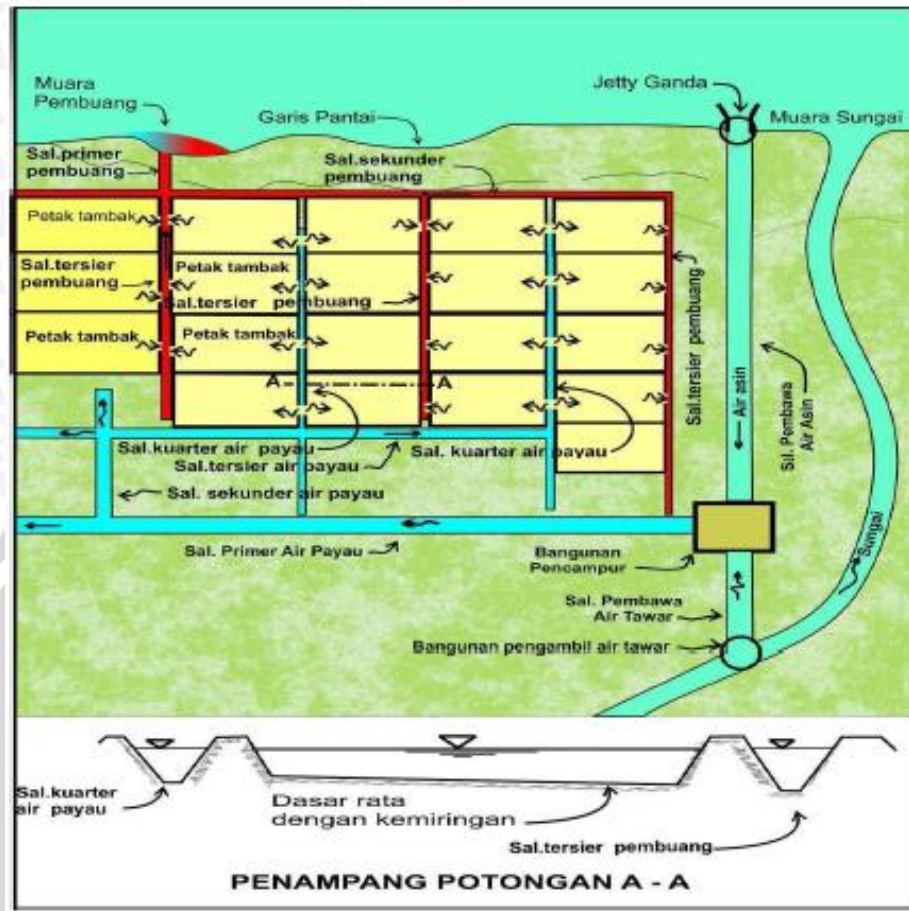 Muara
Pembuang
Garis Pantai
Jetty Ganda
Muara Sungai
Sal.primer
pembuang
Sal.sekunder
pembuang
Petak tambak
Sal.tersier
pembuang
Petak tambak
Sal.tersier pembuang
Petak tambak
Petak tambak
Sal.tersier pembuang
Air asin
Sil. Pembawa
Air Asin
A
A
Sal.kuarter air payau
Sal. kuarter air payau
Sal.tersier air payau
Sal. sekunder air payau
Sal. Primer Air Payau
Bangunan
Pencampur
Sungai
Sal. Pembawa
Air Tawar
Bangunan pengambil air tawar
Sal.kuarter
air payau
Dasar rata
dengan kemiringan
Sal.tersier pembuang
PENAMPANG POTONGAN A - A